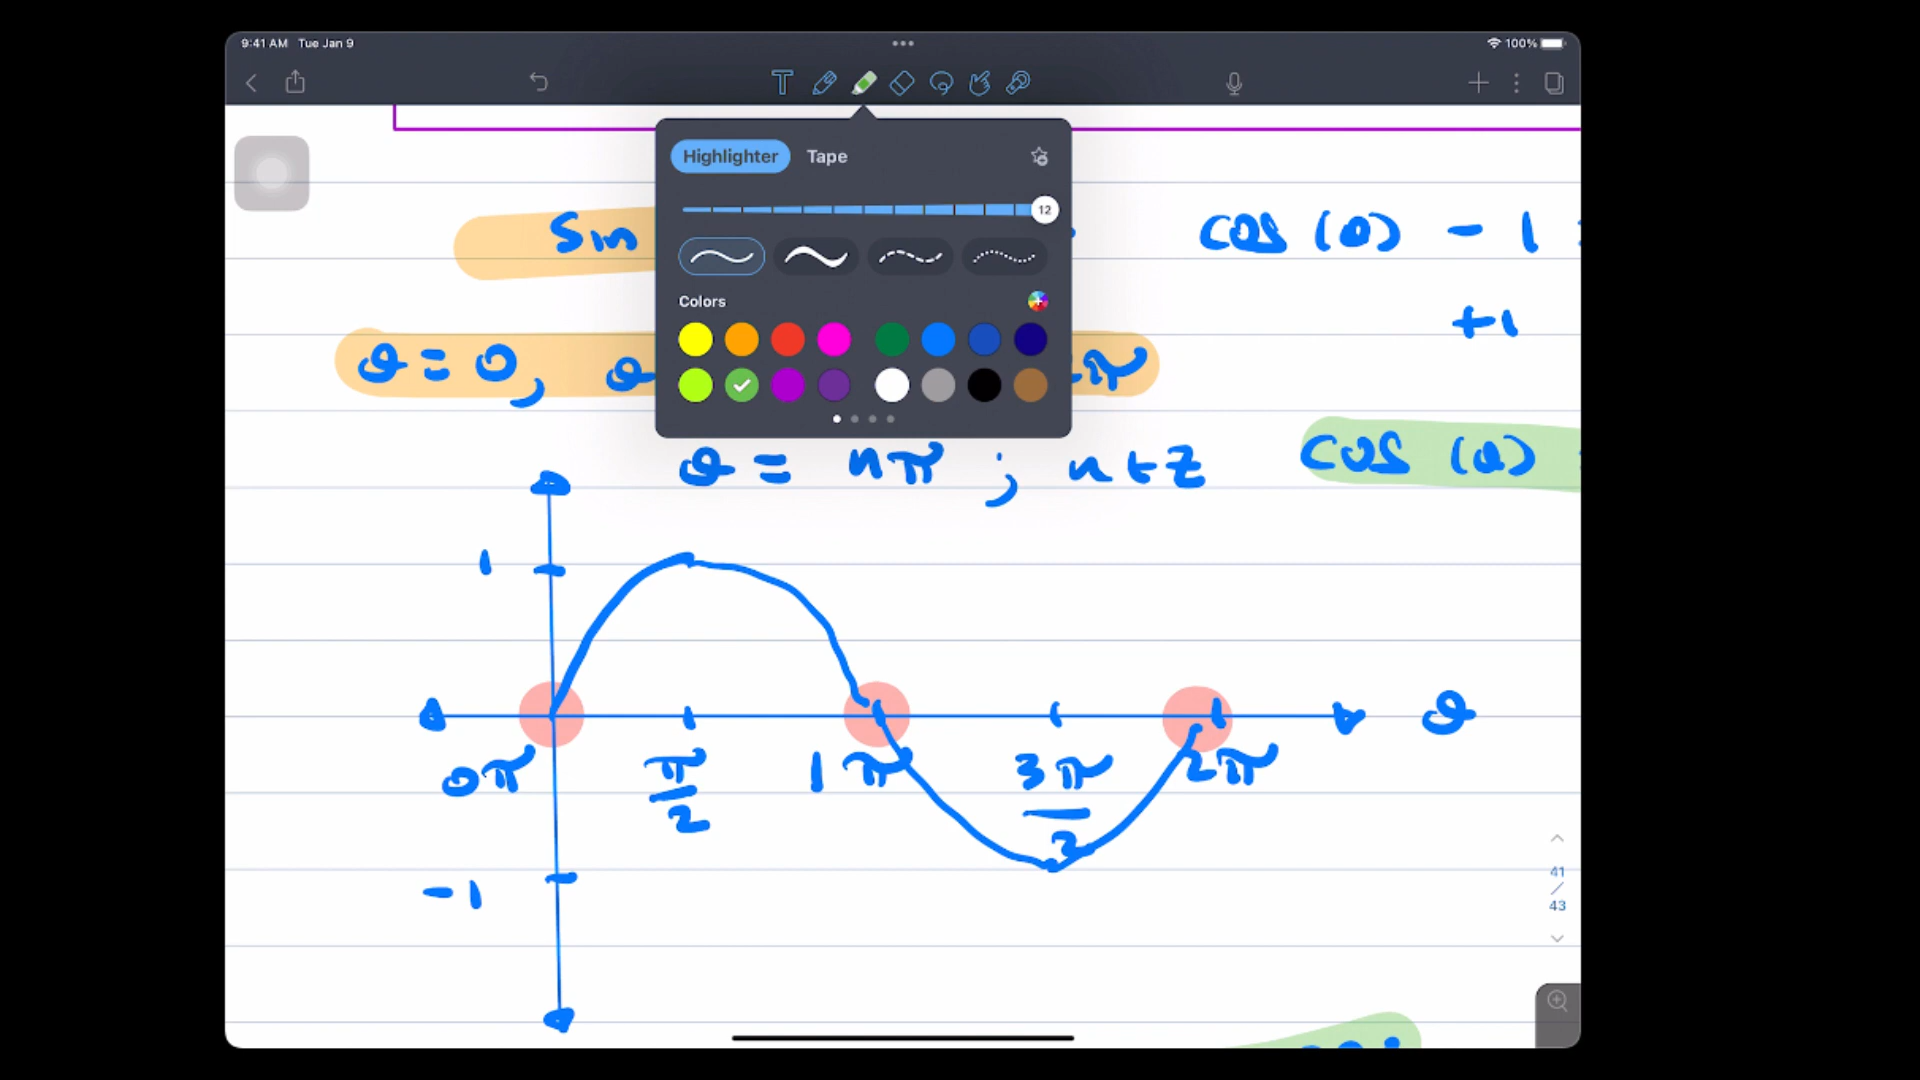 9:41 AM Tue Jan 9
100%
T
Highlighter Tape
12
Colors
Sin
cos (θ) - 1
+1
θ = 0, θ 2π
θ = nπ ; n ∈ Z
cos (θ)
1
θ
0π π/2 1π 3π/2 2π
-1
41
/
43